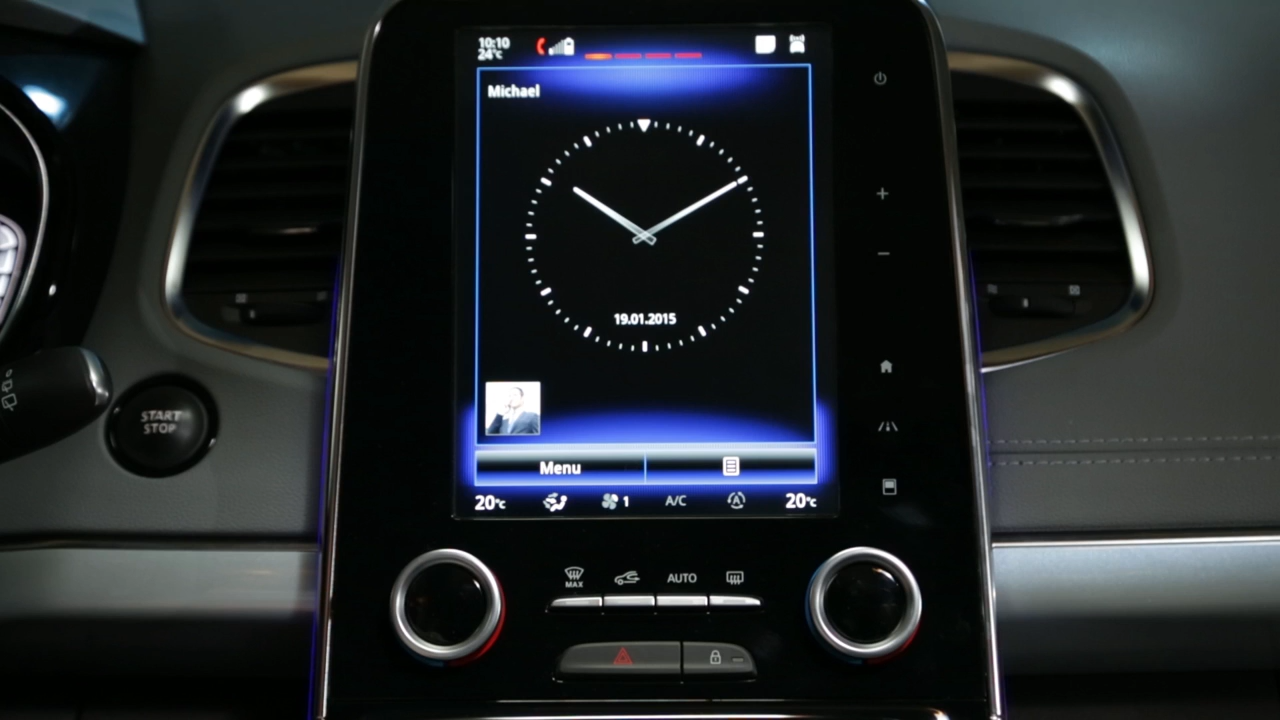 10:10
24°C
Michael
19.01.2015
START
STOP
Menu
20°C
1
A/C
20°C
MAX
AUTO